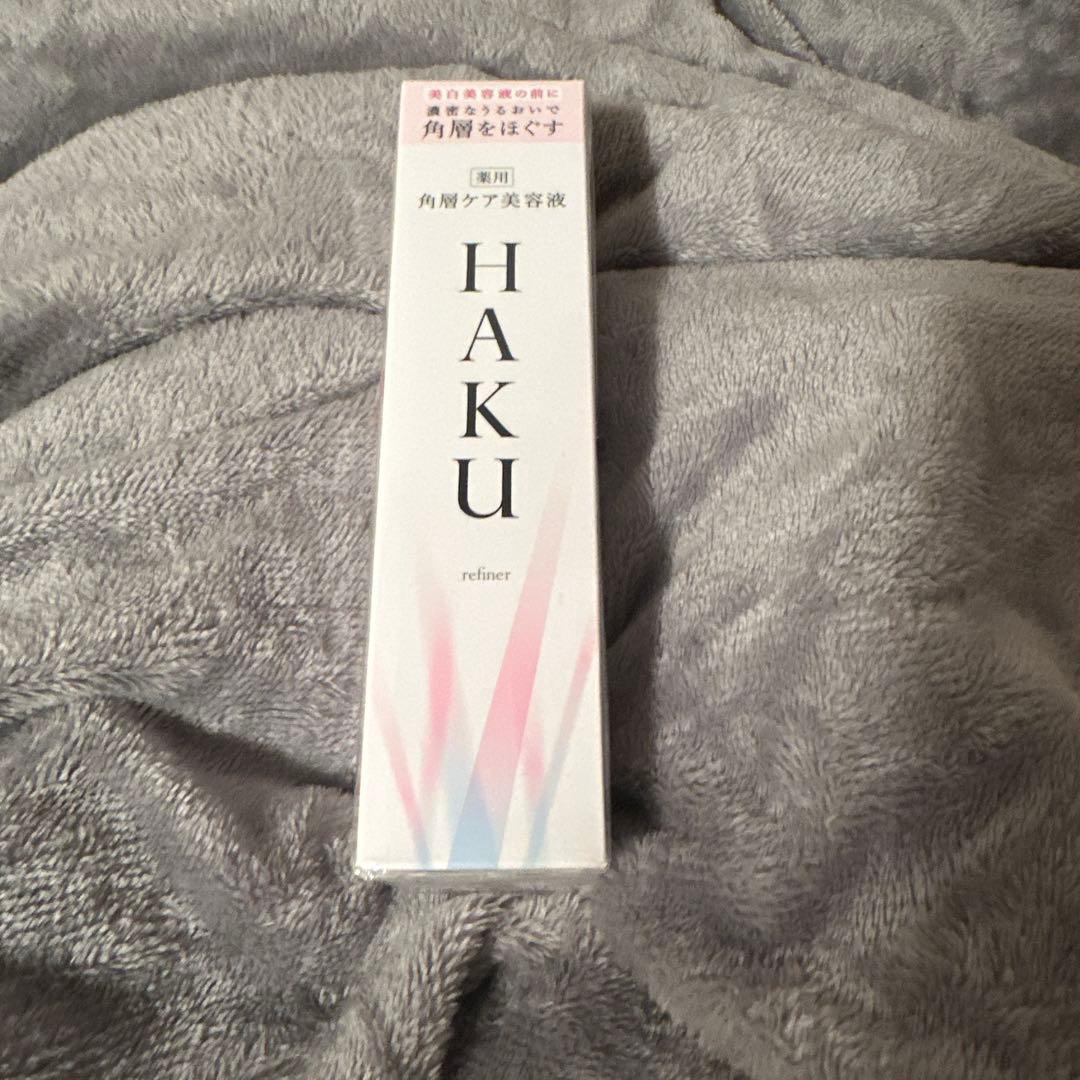 美白美容液の前に
濃密なうるおいで
角層をほぐす
薬用
角層ケア美容液
HAKU
refiner